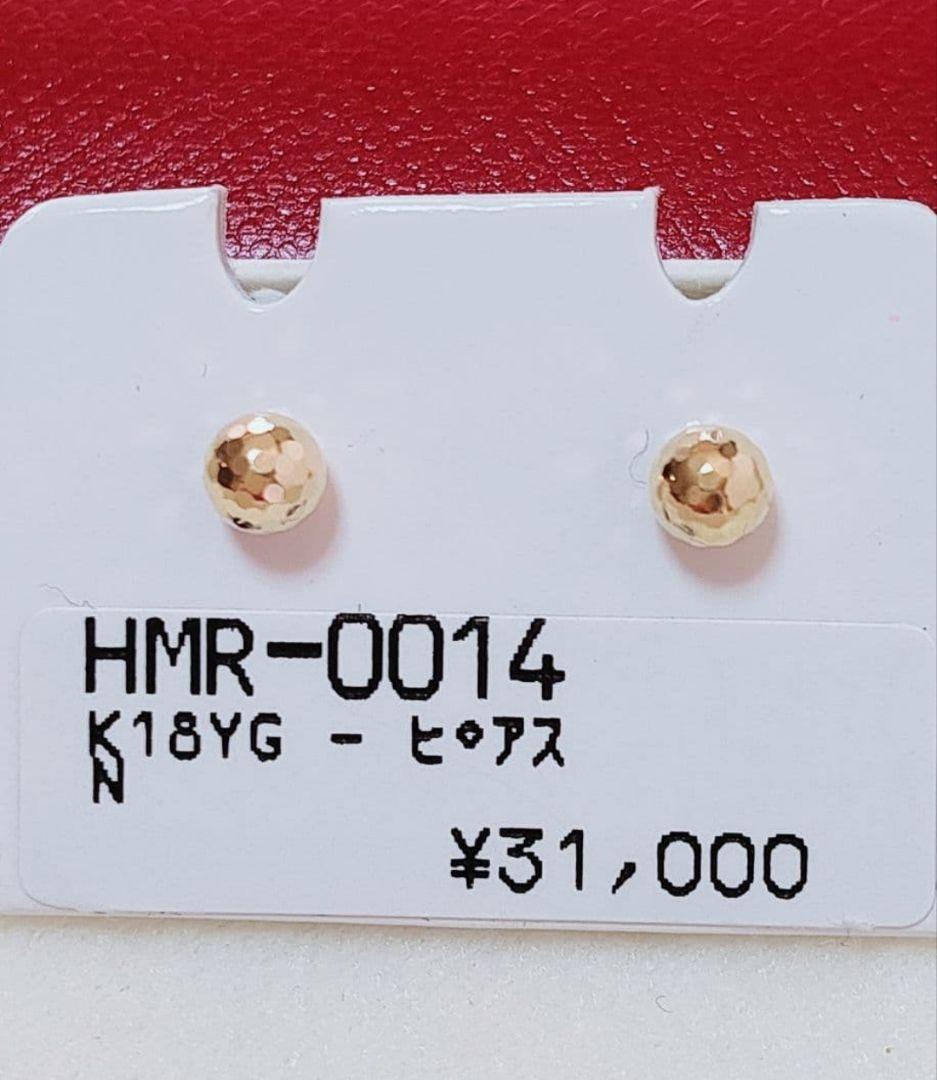 HMR-0014
K18YG - ﾋﾟｱｽ
N
¥31,000